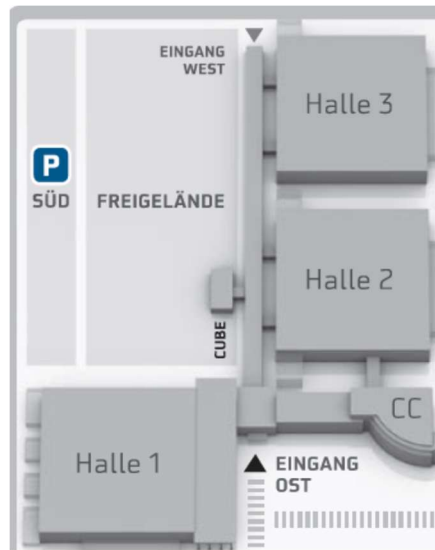 EINGANG
WEST
Halle 3
P
SÜD
FREIGELÄNDE
Halle 2
CUBE
CC
Halle 1
EINGANG
OST